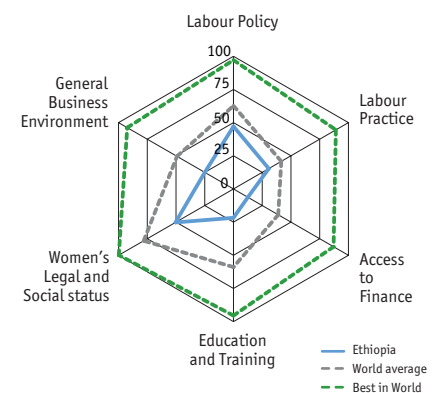 Labour Policy
100
75
50
25
0
General
Business
Environment
Labour
Practice
Women's
Legal and
Social status
Access
to
Finance
Education
and Training
Ethiopia
World average
Best in World